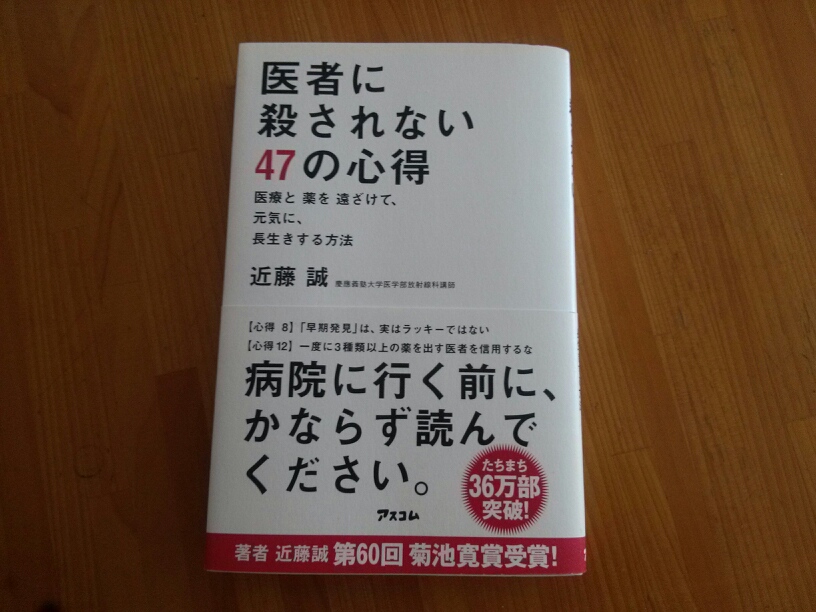 医者に
殺されない
47の心得
医療と 薬を 遠ざけて、
元気に、
長生きする方法
近藤 誠 慶應義塾大学医学部放射線科講師
【心得 8】「早期発見」は、実はラッキーではない
【心得12】一度に3種類以上の薬を出す医者を信用するな
病院に行く前に、
かならず読んで
ください。
たちまち
36万部
突破!
アスコム
著者 近藤誠 第60回 菊池寛賞受賞!